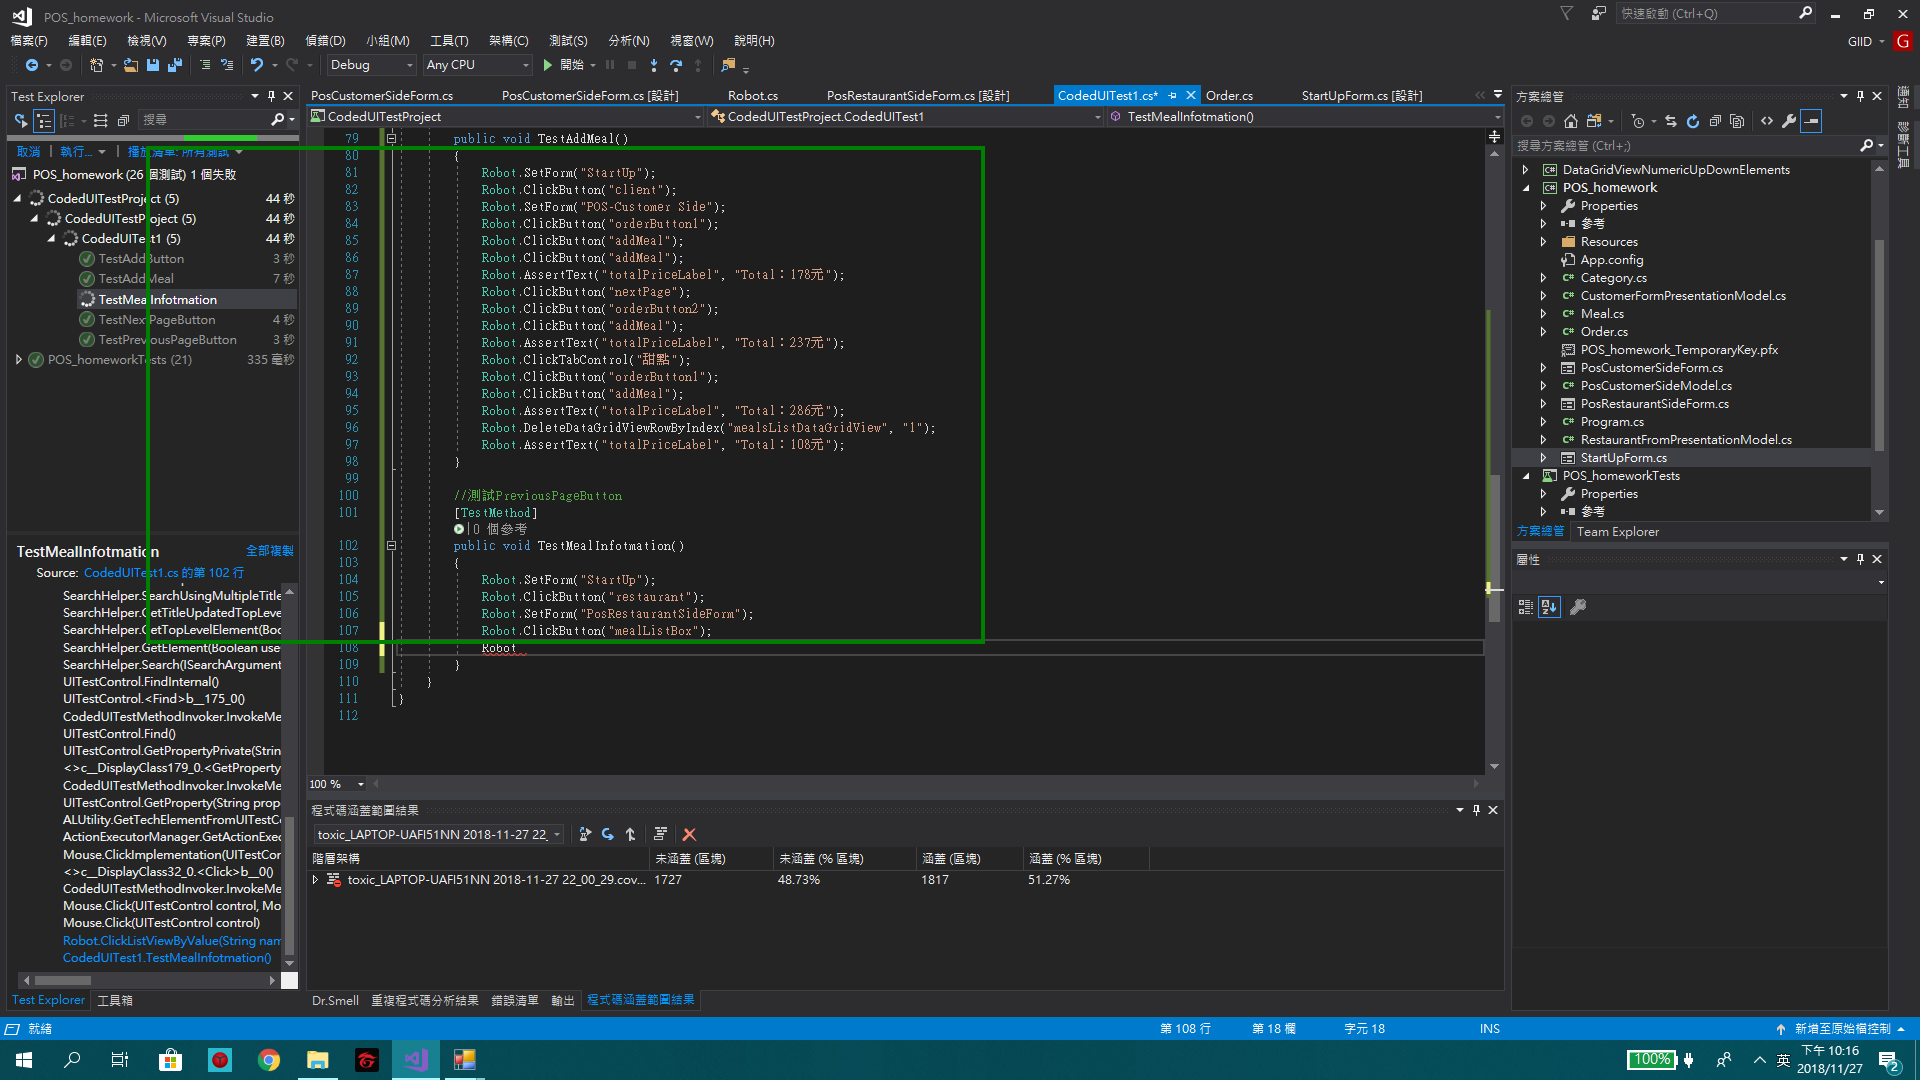 POS_homework - Microsoft Visual Studio
快速啟動 (Ctrl+Q)
檔案(F) 編輯(E) 檢視(V) 專案(P) 建置(B) 偵錯(D) 小組(M) 工具(T) 架構(C) 測試(S) 分析(N) 視窗(W) 說明(H)
GIID G
Debug Any CPU 開始
Test Explorer
搜尋
取消 執行... 播放清單: 所有測試
POS_homework (26 個測試) 1 個失敗
CodedUITestProject (5) 44 秒
CodedUITestProject (5) 44 秒
CodedUITest1 (5) 44 秒
TestAddButton 3 秒
TestAddMeal 7 秒
TestMealInfotmation
TestNextPageButton 4 秒
TestPreviousPageButton 3 秒
POS_homeworkTests (21) 335 毫秒
TestMealInfotmation 全部複製
Source: CodedUITest1.cs 的第 102 行
SearchHelper.SearchUsingMultipleTitle
SearchHelper.GetTitleUpdatedTopLeve
SearchHelper.GetTopLevelElement(Boo
SearchHelper.GetElement(Boolean use
SearchHelper.Search(ISearchArgument
UITestControl.FindInternal()
UITestControl.<Find>b__175_0()
CodedUITestMethodInvoker.InvokeMe
UITestControl.Find()
UITestControl.GetPropertyPrivate(Strin
<>c__DisplayClass179_0.<GetProperty
CodedUITestMethodInvoker.InvokeMe
UITestControl.GetProperty(String prop
ALUtility.GetTechElementFromUITestCo
ActionExecutorManager.GetActionExec
Mouse.ClickImplementation(UITestCor
<>c__DisplayClass32_0.<Click>b__0()
CodedUITestMethodInvoker.InvokeMe
Mouse.Click(UITestControl control, Mo
Mouse.Click(UITestControl control)
Robot.ClickListViewByValue(String nam
CodedUITest1.TestMealInfotmation()
Test Explorer 工具箱
PosCustomerSideForm.cs PosCustomerSideForm.cs [設計] Robot.cs PosRestaurantSideForm.cs [設計] CodedUITest1.cs* Order.cs StartUpForm.cs [設計]
CodedUITestProject CodedUITestProject.CodedUITest1 TestMealInfotmation()
79 public void TestAddMeal()
80 {
81 Robot.SetForm("StartUp");
82 Robot.ClickButton("client");
83 Robot.SetForm("POS-Customer Side");
84 Robot.ClickButton("orderButton1");
85 Robot.ClickButton("addMeal");
86 Robot.ClickButton("addMeal");
87 Robot.AssertText("totalPriceLabel", "Total：178元");
88 Robot.ClickButton("nextPage");
89 Robot.ClickButton("orderButton2");
90 Robot.ClickButton("addMeal");
91 Robot.AssertText("totalPriceLabel", "Total：237元");
92 Robot.ClickTabControl("甜點");
93 Robot.ClickButton("orderButton1");
94 Robot.ClickButton("addMeal");
95 Robot.AssertText("totalPriceLabel", "Total：286元");
96 Robot.DeleteDataGridViewRowByIndex("mealsListDataGridView", "1");
97 Robot.AssertText("totalPriceLabel", "Total：108元");
98 }
99
100 //測試PreviousPageButton
101 [TestMethod]
|0 個參考
102 public void TestMealInfotmation()
103 {
104 Robot.SetForm("StartUp");
105 Robot.ClickButton("restaurant");
106 Robot.SetForm("PosRestaurantSideForm");
107 Robot.ClickButton("mealListBox");
108 Robot
109 }
110 }
111 }
112
100 %
程式碼涵蓋範圍結果
toxic_LAPTOP-UAFI51NN 2018-11-27 22_
階層架構 未涵蓋 (區塊) 未涵蓋 (% 區塊) 涵蓋 (區塊) 涵蓋 (% 區塊)
toxic_LAPTOP-UAFI51NN 2018-11-27 22_00_29.cov... 1727 48.73% 1817 51.27%
Dr.Smell 重複程式碼分析結果 錯誤清單 輸出 程式碼涵蓋範圍結果
方案總管
搜尋方案總管 (Ctrl+;)
DataGridViewNumericUpDownElements
POS_homework
Properties
參考
Resources
App.config
Category.cs
CustomerFormPresentationModel.cs
Meal.cs
Order.cs
POS_homework_TemporaryKey.pfx
PosCustomerSideForm.cs
PosCustomerSideModel.cs
PosRestaurantSideForm.cs
Program.cs
RestaurantFromPresentationModel.cs
StartUpForm.cs
POS_homeworkTests
Properties
參考
方案總管 Team Explorer
屬性
通知
診斷工具
就緒 第 108 行 第 18 欄 字元 18 INS 新增至原始檔控制
100% 英 下午 10:16
2018/11/27 2